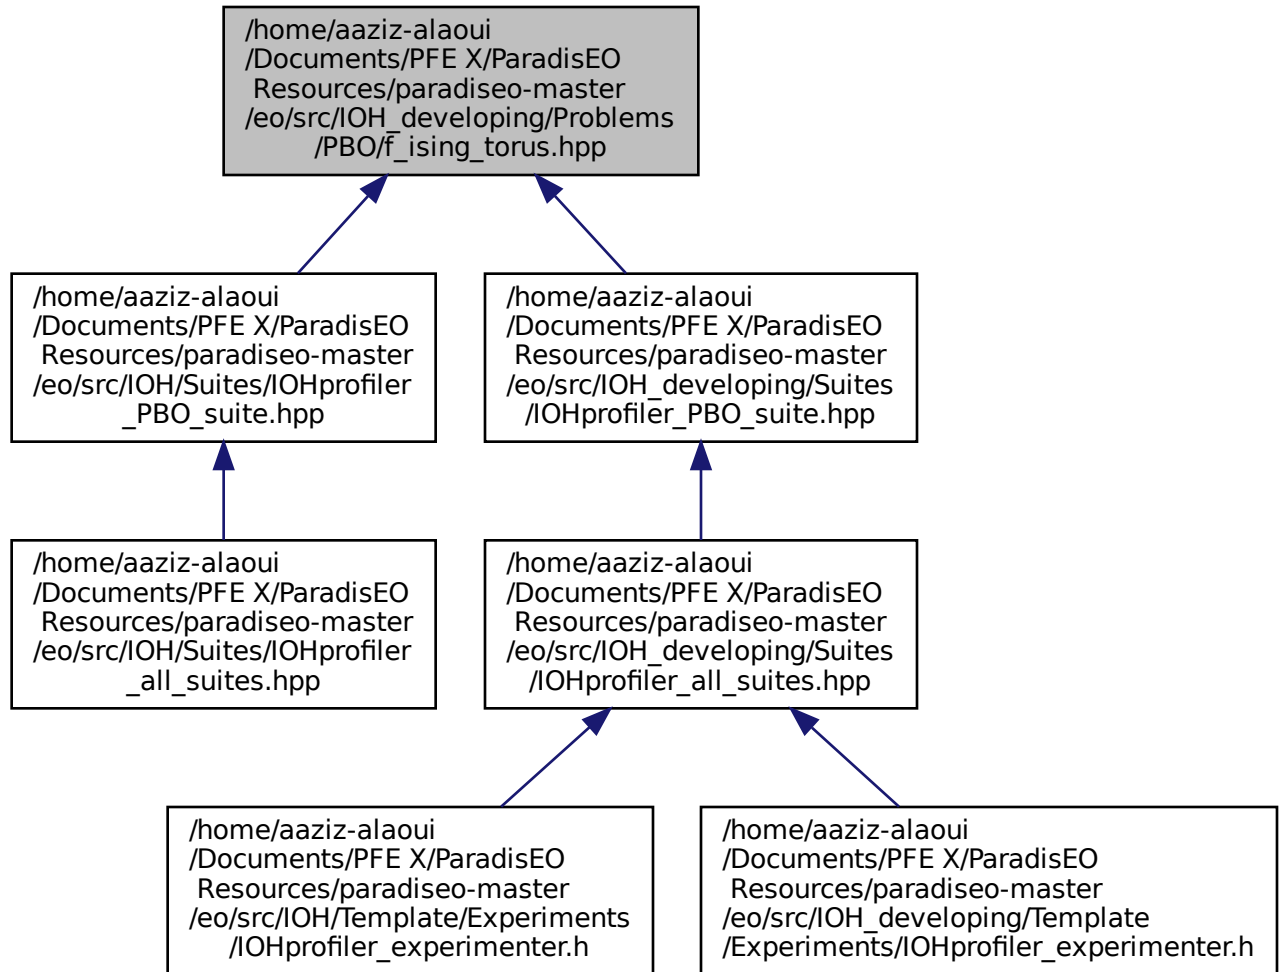 /home/aaziz-alaoui
/Documents/PFE X/ParadisEO
Resources/paradiseo-master
/eo/src/IOH_developing/Problems
/PBO/f_ising_torus.hpp
/home/aaziz-alaoui
/Documents/PFE X/ParadisEO
Resources/paradiseo-master
/eo/src/IOH/Suites/IOHprofiler
_PBO_suite.hpp
/home/aaziz-alaoui
/Documents/PFE X/ParadisEO
Resources/paradiseo-master
/eo/src/IOH_developing/Suites
/IOHprofiler_PBO_suite.hpp
/home/aaziz-alaoui
/Documents/PFE X/ParadisEO
Resources/paradiseo-master
/eo/src/IOH/Suites/IOHprofiler
_all_suites.hpp
/home/aaziz-alaoui
/Documents/PFE X/ParadisEO
Resources/paradiseo-master
/eo/src/IOH_developing/Suites
/IOHprofiler_all_suites.hpp
/home/aaziz-alaoui
/Documents/PFE X/ParadisEO
Resources/paradiseo-master
/eo/src/IOH/Template/Experiments
/IOHprofiler_experimenter.h
/home/aaziz-alaoui
/Documents/PFE X/ParadisEO
Resources/paradiseo-master
/eo/src/IOH_developing/Template
/Experiments/IOHprofiler_experimenter.h